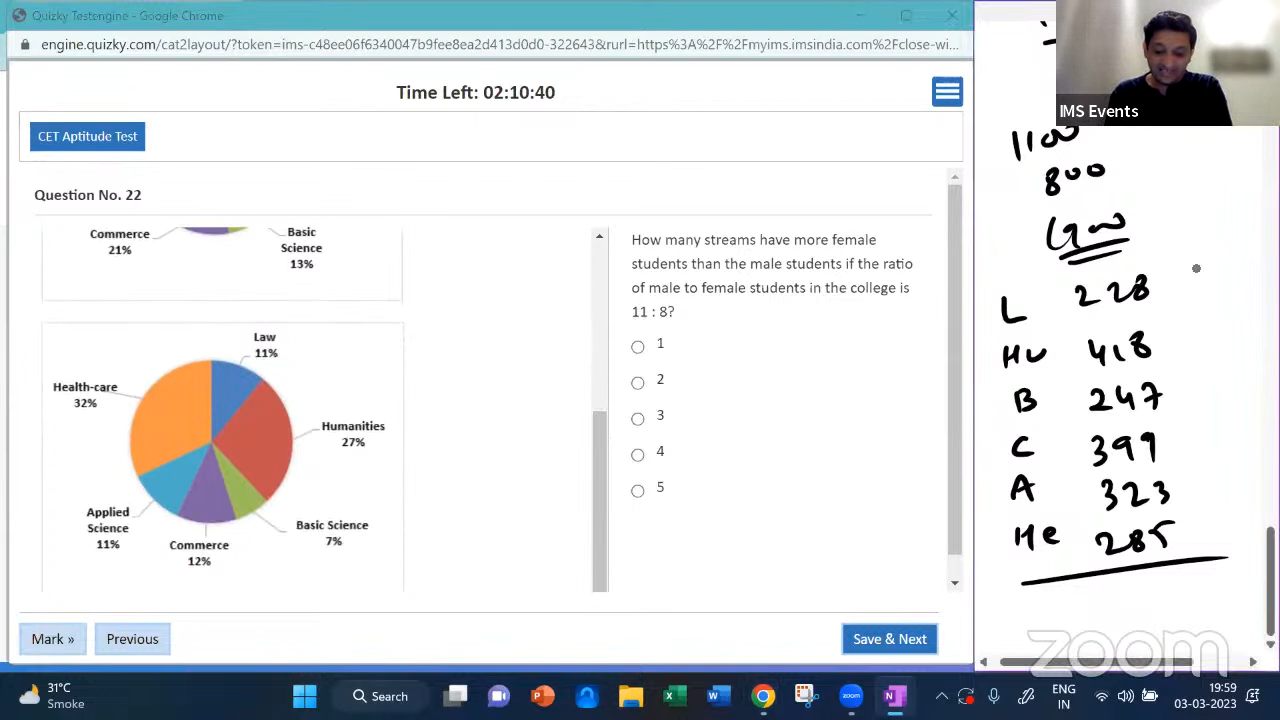 Quizky Testengine - Google Chrome
engine.quizky.com/cat2layout/?token=ims-c48ec06f6340047b9fee8ea2d413d0d0-322643&rurl=https%3A%2F%2Fmyims.imsindia.com%2Fclose-wi...
Time Left: 02:10:40
CET Aptitude Test
Question No. 22
Commerce
21%
Basic
Science
13%
Law
11%
Health-care
32%
Humanities
27%
Applied
Science
11%
Basic Science
7%
Commerce
12%
How many streams have more female
students than the male students if the ratio
of male to female students in the college is
11 : 8?
1
2
3
4
5
Mark »
Previous
Save & Next
IMS Events
1100
800
L 228
Hu 418
B 247
C 399
A 323
He 285
zoom
31°C
Smoke
Search
zoom
ENG
IN
19:59
03-03-2023